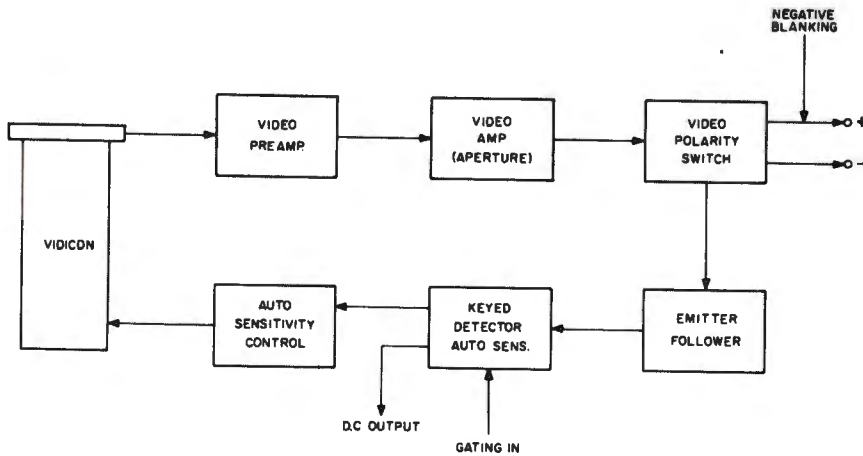 NEGATIVE
BLANKING
VIDEO
PREAMP.
VIDEO
AMP
(APERTURE)
VIDEO
POLARITY
SWITCH
+
-
VIDICON
AUTO
SENSITIVITY
CONTROL
KEYED
DETECTOR
AUTO SENS.
EMITTER
FOLLOWER
D.C OUTPUT
GATING IN